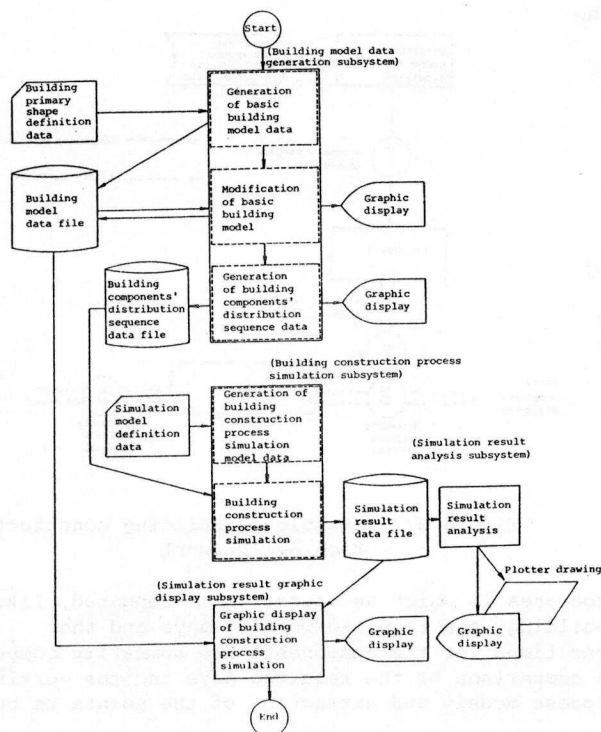 Start
(Building model data
generation subsystem)
Building
primary
shape
definition
data
Generation
of basic
building
model data
Building
model
data file
Modification
of basic
building
model
Graphic
display
Building
components'
distribution
sequence
data file
Generation
of building
components'
distribution
sequence data
Graphic
display
(Building construction process
simulation subsystem)
Simulation
model
definition
data
Generation of
building
construction
process
simulation
model data
(Simulation result
analysis subsystem)
Building
construction
process
simulation
Simulation
result
data file
Simulation
result
analysis
(Simulation result graphic
display subsystem)
Plotter drawing
Graphic display
of building
construction
process
simulation
Graphic
display
Graphic
display
End